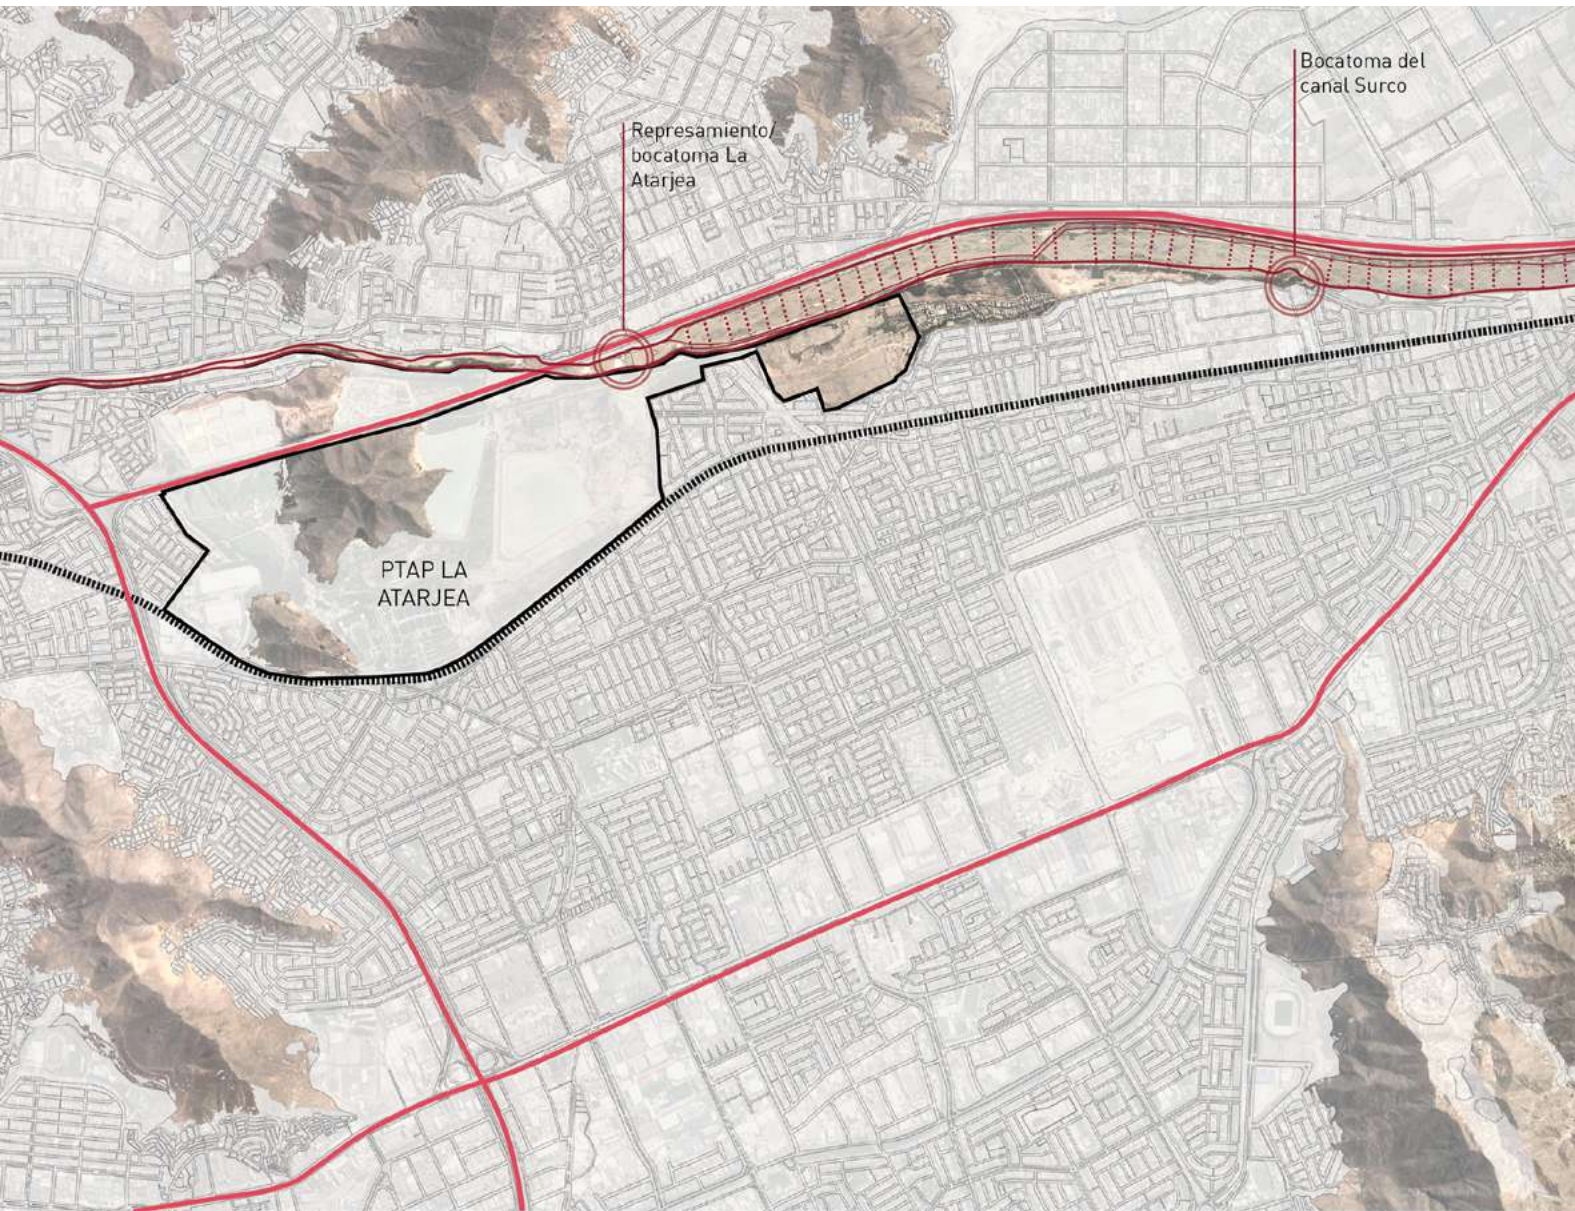 Bocatoma del
canal Surco
Represamiento/
bocatoma La
Atarjea
PTAP LA
ATARJEA